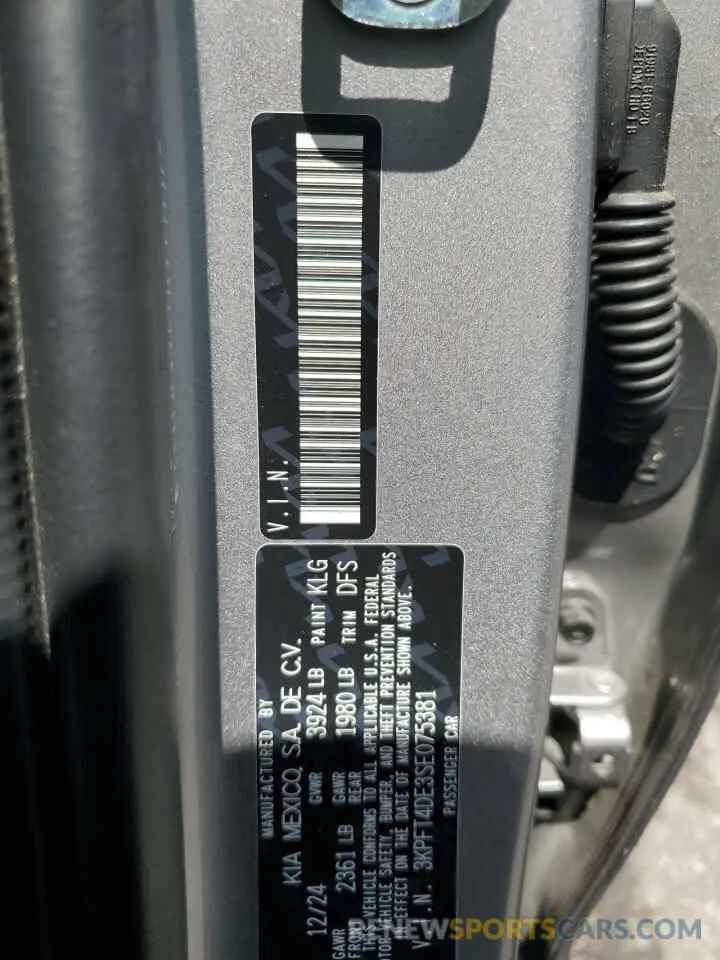 V.I.N.
MANUFACTURED BY
KIA MEXICO, S.A. DE C.V.
12/24 GVWR 3924 LB PAINT KLG
GAWR FRONT 2361 LB GAWR REAR 1980 LB TRIM DFS
THIS VEHICLE CONFORMS TO ALL APPLICABLE U.S.A. FEDERAL
MOTOR VEHICLE SAFETY, BUMPER, AND THEFT PREVENTION STANDARDS
IN EFFECT ON THE DATE OF MANUFACTURE SHOWN ABOVE.
V.I.N. 3KPFT4DE3SE075381
PASSENGER CAR
RENEWSPORTSCARS.COM